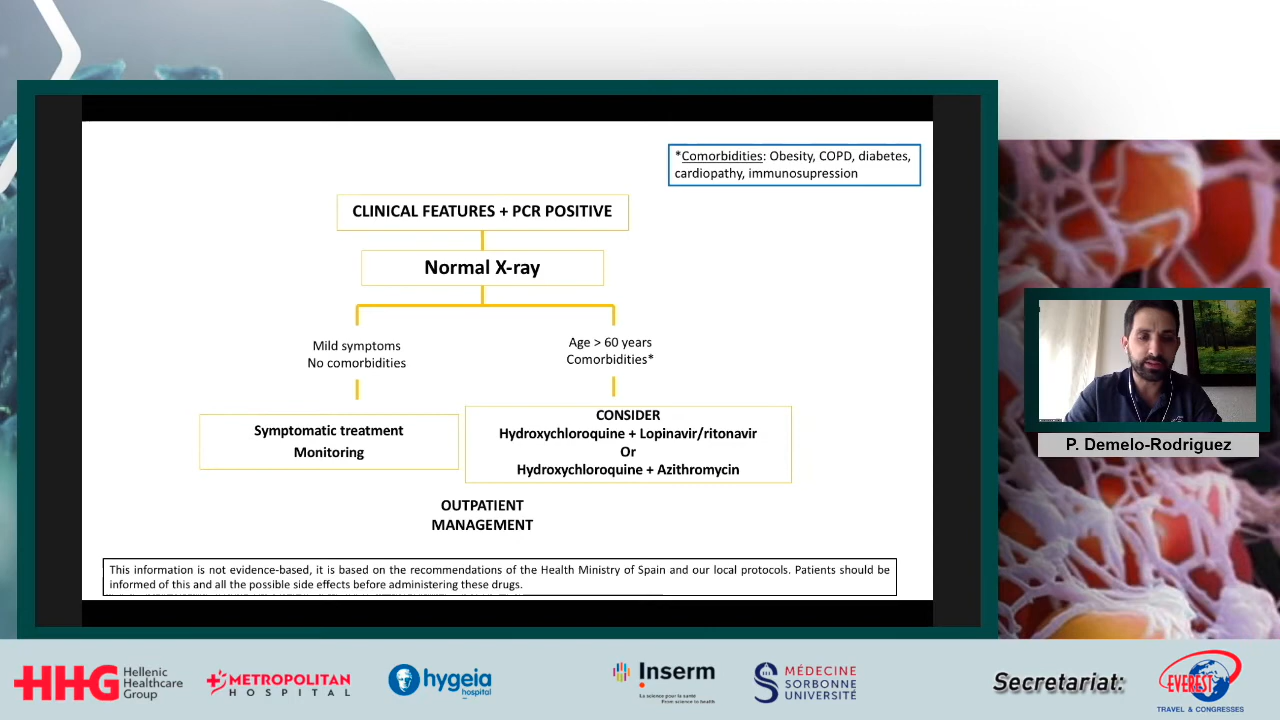 *Comorbidities: Obesity, COPD, diabetes,
cardiopathy, immunosupression
CLINICAL FEATURES + PCR POSITIVE
Normal X-ray
Mild symptoms
No comorbidities
Age > 60 years
Comorbidities*
Symptomatic treatment
Monitoring
CONSIDER
Hydroxychloroquine + Lopinavir/ritonavir
Or
Hydroxychloroquine + Azithromycin
OUTPATIENT
MANAGEMENT
This information is not evidence-based, it is based on the recommendations of the Health Ministry of Spain and our local protocols. Patients should be
informed of this and all the possible side effects before administering these drugs.
P. Demelo-Rodriguez
HHG Hellenic
Healthcare
Group
METROPOLITAN
HOSPITAL
hygeia
hospital
Inserm
La science pour la santé
From science to health
MÉDECINE
SORBONNE
UNIVERSITÉ
Secretariat:
EVEREST
TRAVEL & CONGRESSES